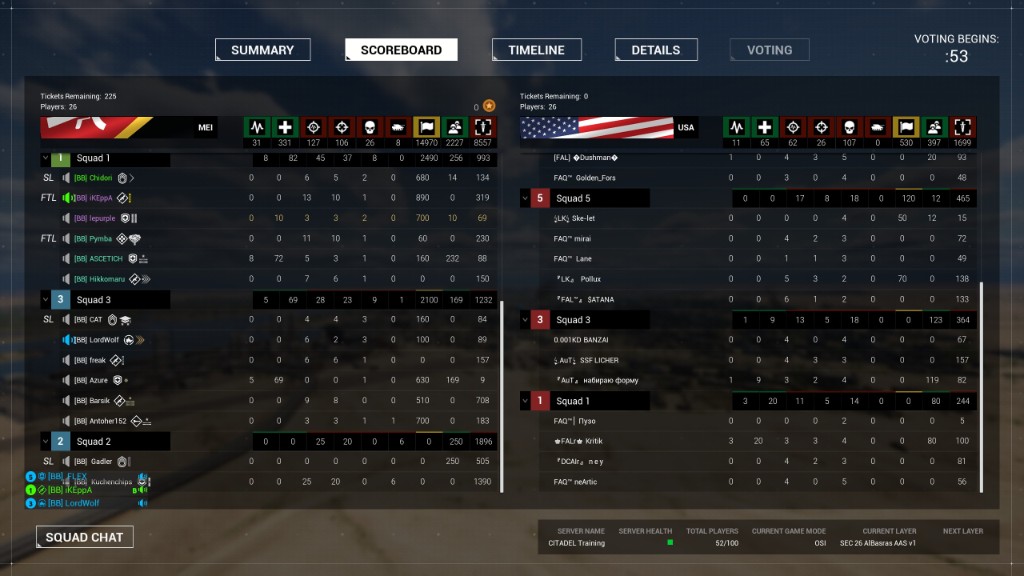 SUMMARY SCOREBOARD TIMELINE DETAILS VOTING
VOTING BEGINS:
:53
Tickets Remaining: 225
Players: 26
0
MEI
31 331 127 106 26 8 14970 2227 8557
1 Squad 1 8 82 45 37 8 0 2490 256 993
SL [BB] Chidori 0 0 6 5 2 0 680 14 134
FTL [BB] iKEppA 0 0 13 10 1 0 890 0 319
[BB] lepurple 0 10 3 3 2 0 700 10 69
FTL [BB] Pymba 0 0 11 10 1 0 60 0 230
[BB] ASCETICH 8 72 5 3 1 0 160 232 88
[BB] Hikkomaru 0 0 7 6 1 0 0 0 150
3 Squad 3 5 69 28 23 9 1 2100 169 1232
SL [BB] CAT 0 0 4 4 3 0 160 0 84
[BB] LordWolf 0 0 6 2 3 0 100 0 89
[BB] freak 0 0 6 6 1 0 0 0 157
[BB] Azure 5 69 0 0 1 0 630 169 9
[BB] Barsik 0 0 9 8 0 0 510 0 708
[BB] Antoher152 0 0 3 3 1 1 700 0 183
2 Squad 2 0 0 25 20 0 6 0 250 1896
SL [BB] Gadler 0 0 0 0 0 0 0 250 505
[BB] Kuchenchips 0 0 25 20 0 6 0 0 1390
5 [BB] .FLEX
1 [BB] iKEppA B
3 [BB] LordWolf
SQUAD CHAT
Tickets Remaining: 0
Players: 26
USA
11 65 62 26 107 0 530 397 1699
[FAL] �Dushman� 1 0 4 3 5 0 0 20 93
FAQ™ Golden_Fors 0 0 4 0 3 0 0 0 48
5 Squad 5 0 0 17 8 18 0 120 12 465
¿LK¿ Ske-let 0 0 0 0 4 0 50 12 15
FAQ™ mirai 0 0 4 2 3 0 0 0 72
FAQ™ Lane 0 0 1 1 3 0 0 0 49
Pollux 0 0 5 3 2 0 70 0 138
$ATANA 0 0 6 1 2 0 0 0 133
3 Squad 3 1 9 13 5 18 0 0 123 364
0.001KD BANZAI 0 0 4 0 4 0 0 0 67
SSF LICHER 0 0 4 3 3 0 0 0 157
набираю форму 1 9 3 2 4 0 0 119 82
1 Squad 1 3 20 11 5 14 0 0 80 244
FAQ™| Пузо 0 0 0 0 5 0 0 0 5
Kritik 3 20 3 3 4 0 0 80 100
n e y 0 0 4 2 3 0 0 0 81
FAQ™ neArtic 0 0 4 0 5 0 0 0 56
SERVER NAME SERVER HEALTH TOTAL PLAYERS CURRENT GAME MODE CURRENT LAYER NEXT LAYER
CITADEL Training 52/100 OSI SEC 26 AlBasras AAS v1